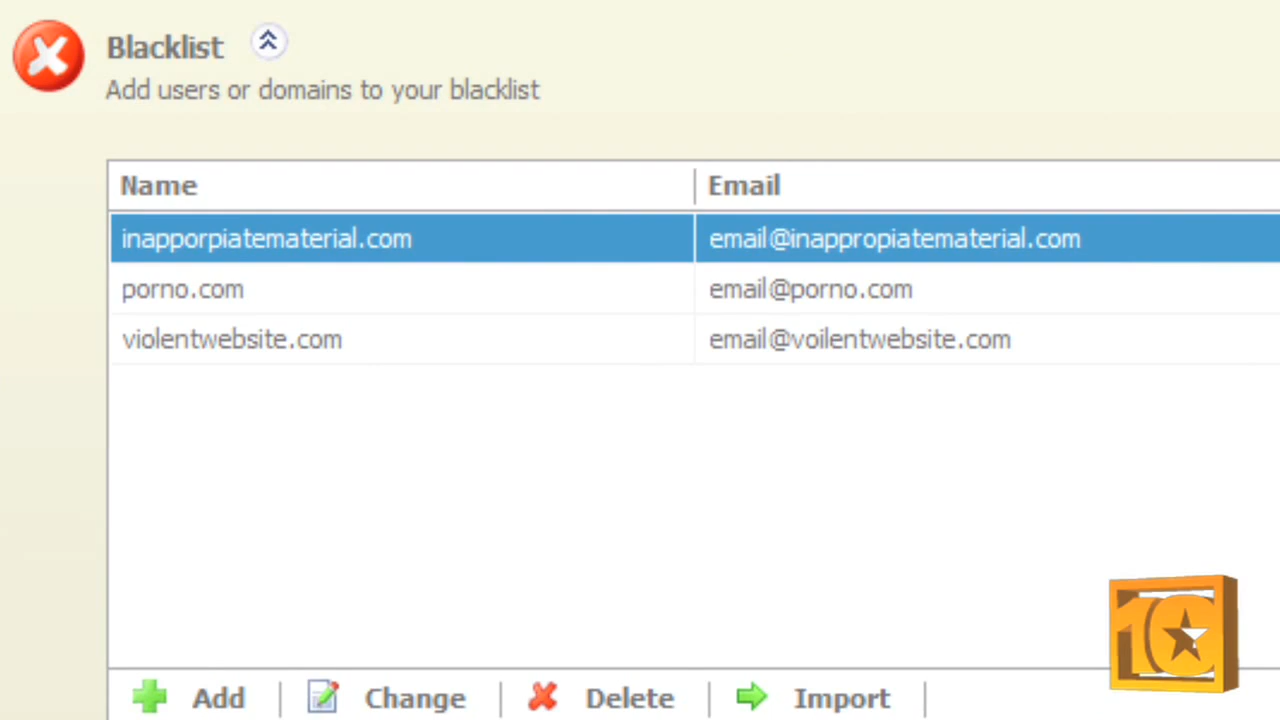 Blacklist
Add users or domains to your blacklist
Name Email
inapporpiatematerial.com email@inappropiatematerial.com
porno.com email@porno.com
violentwebsite.com email@voilentwebsite.com
10
Add Change Delete Import